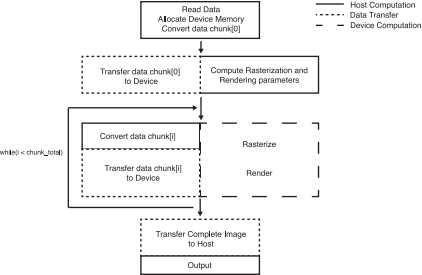 Read Data
Allocate Device Memory
Convert data chunk[0]
Host Computation
Data Transfer
Device Computation
Transfer data chunk[0]
to Device
Compute Rasterization and
Rendering parameters
Convert data chunk[i]
Transfer data chunk[i]
to Device
Rasterize
Render
while(i < chunk_total)
Transfer Complete Image
to Host
Output